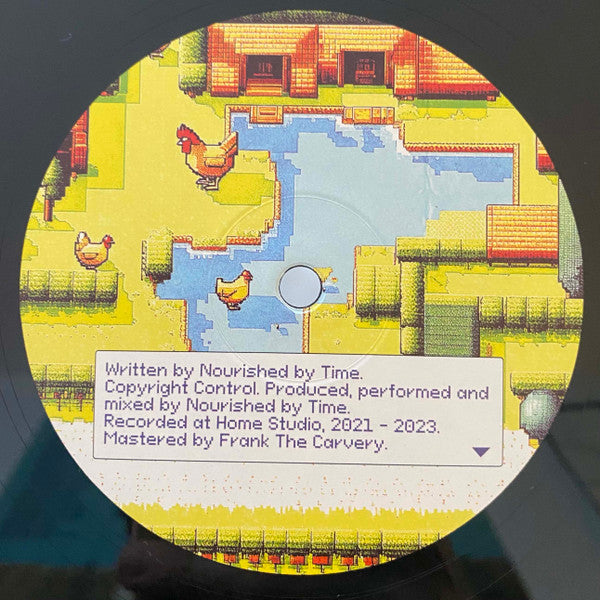 Written by Nourished by Time.
Copyright Control. Produced, performed and
mixed by Nourished by Time.
Recorded at Home Studio, 2021 - 2023.
Mastered by Frank The Carvery.